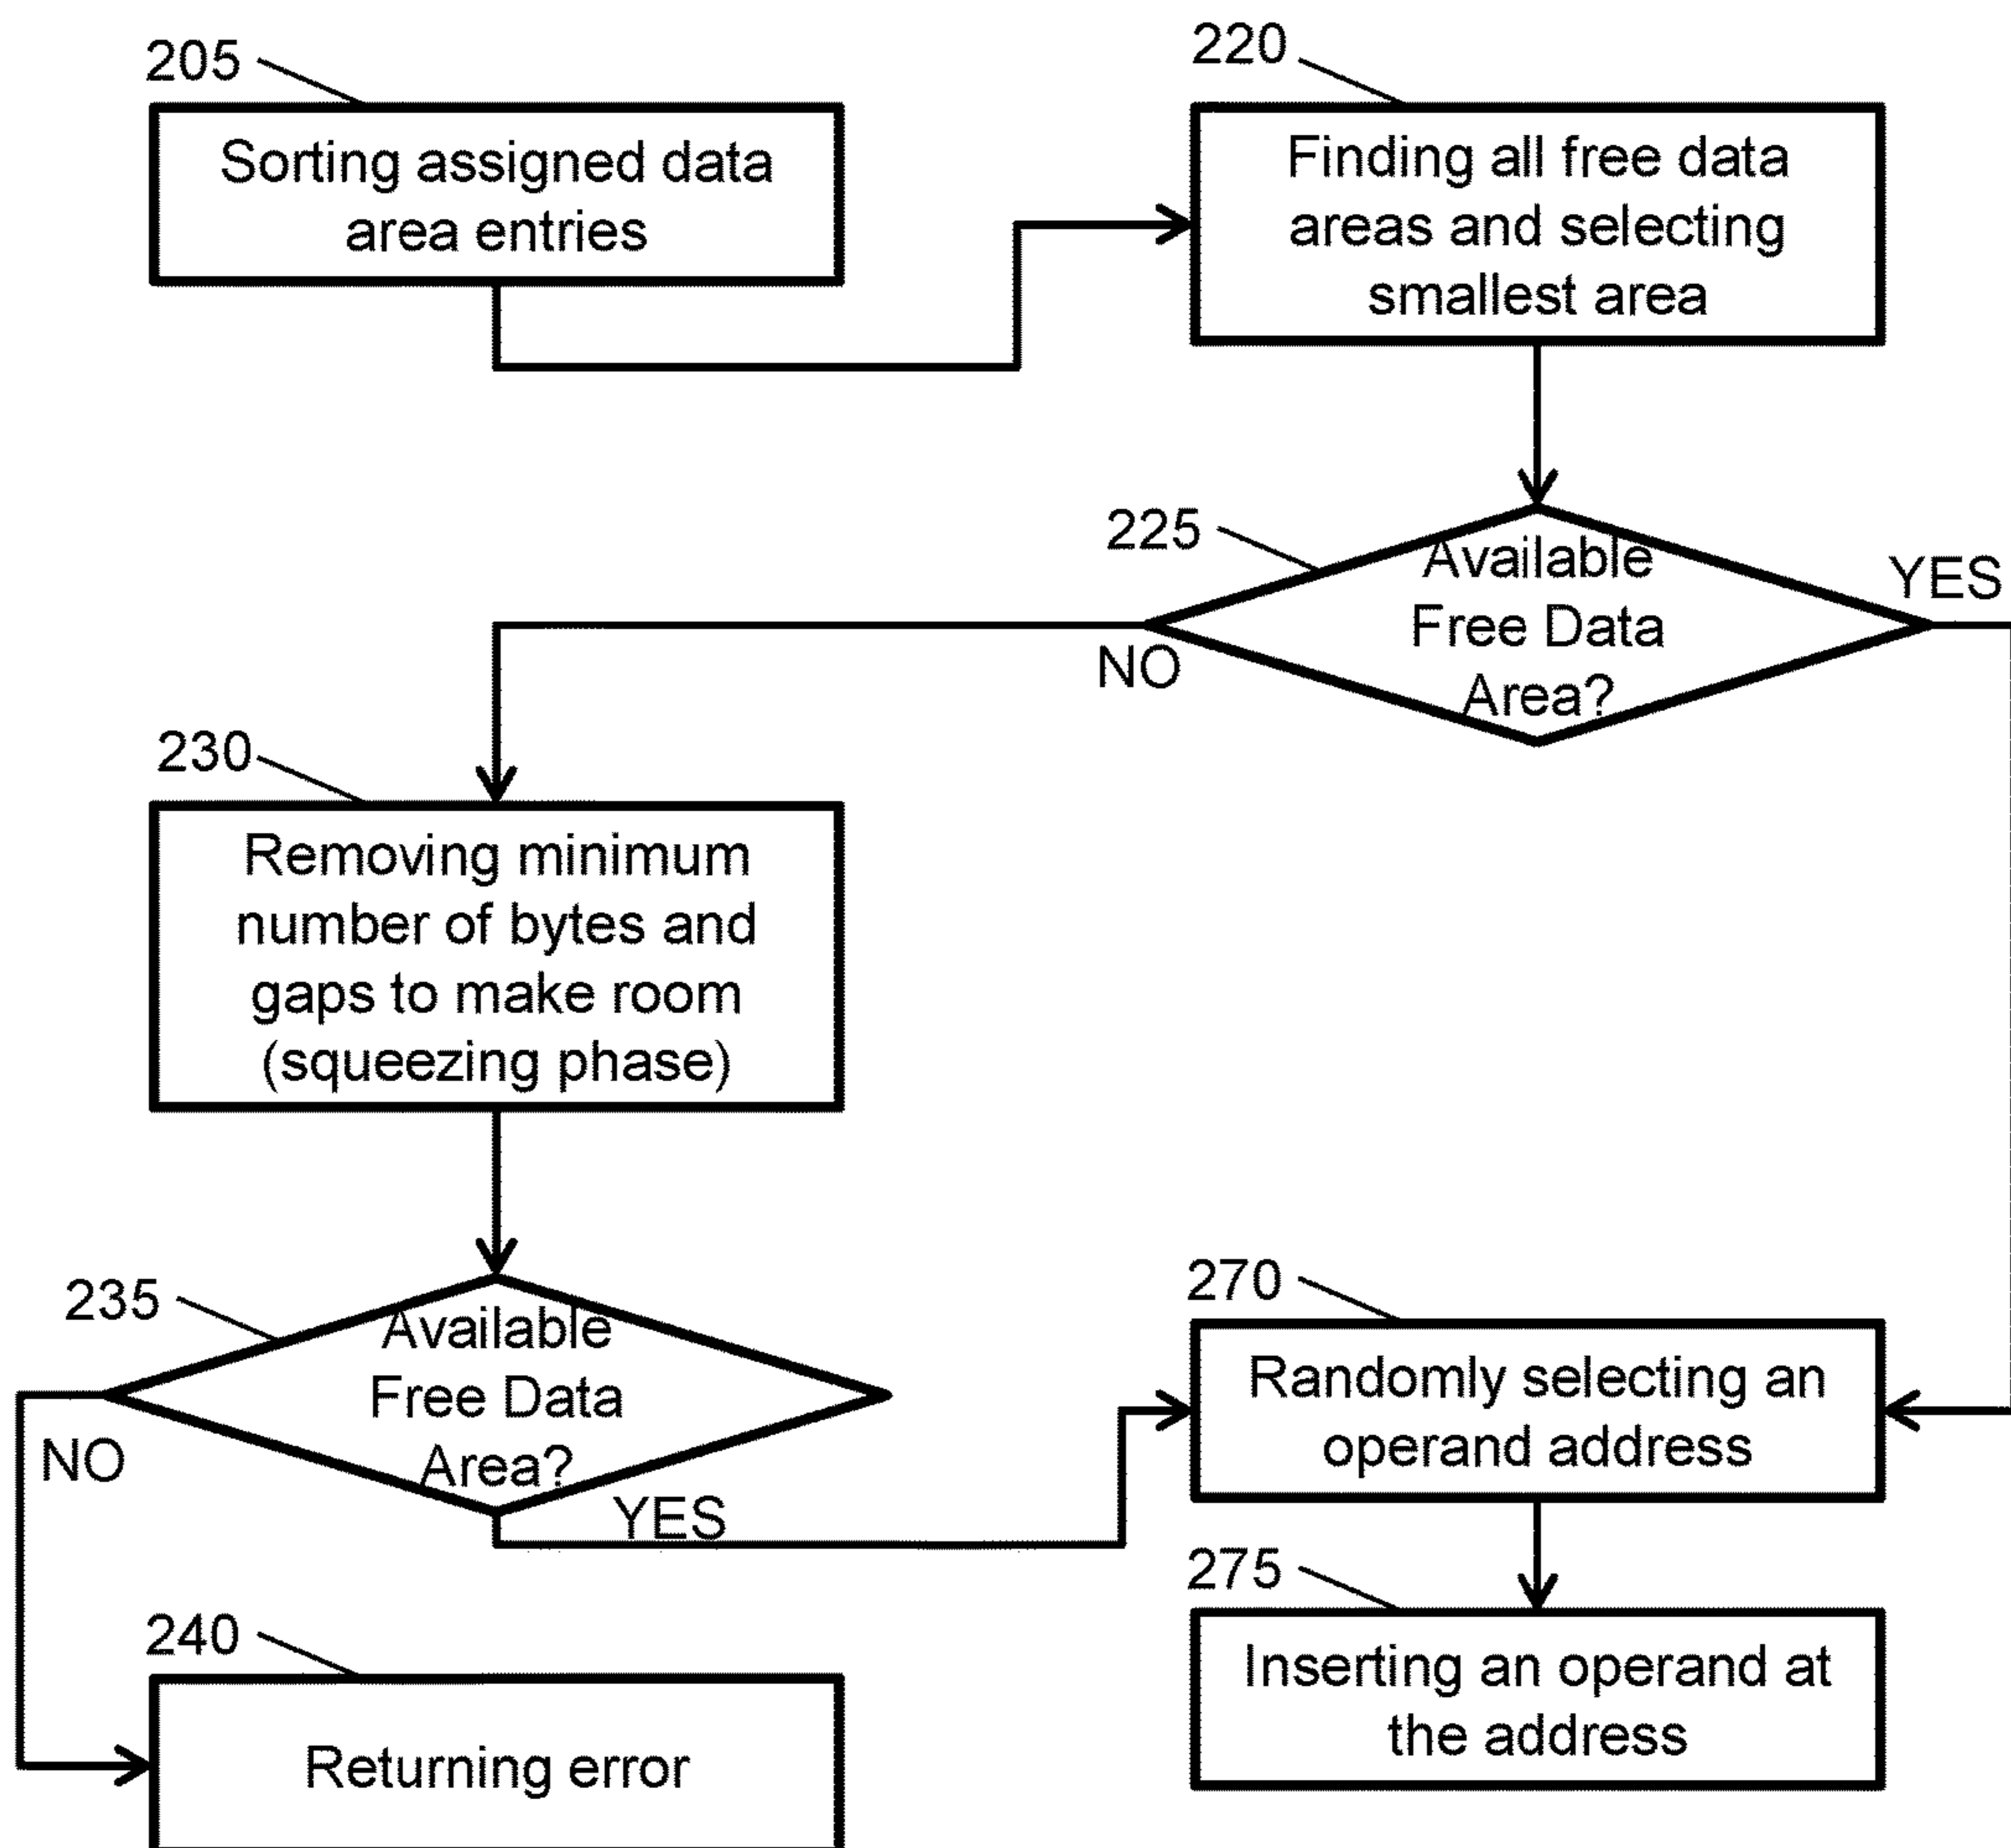 205
Sorting assigned data
area entries
220
Finding all free data
areas and selecting
smallest area
225
Available
Free Data
Area?
YES
NO
230
Removing minimum
number of bytes and
gaps to make room
(squeezing phase)
235
Available
Free Data
Area?
NO
YES
240
Returning error
270
Randomly selecting an
operand address
275
Inserting an operand at
the address